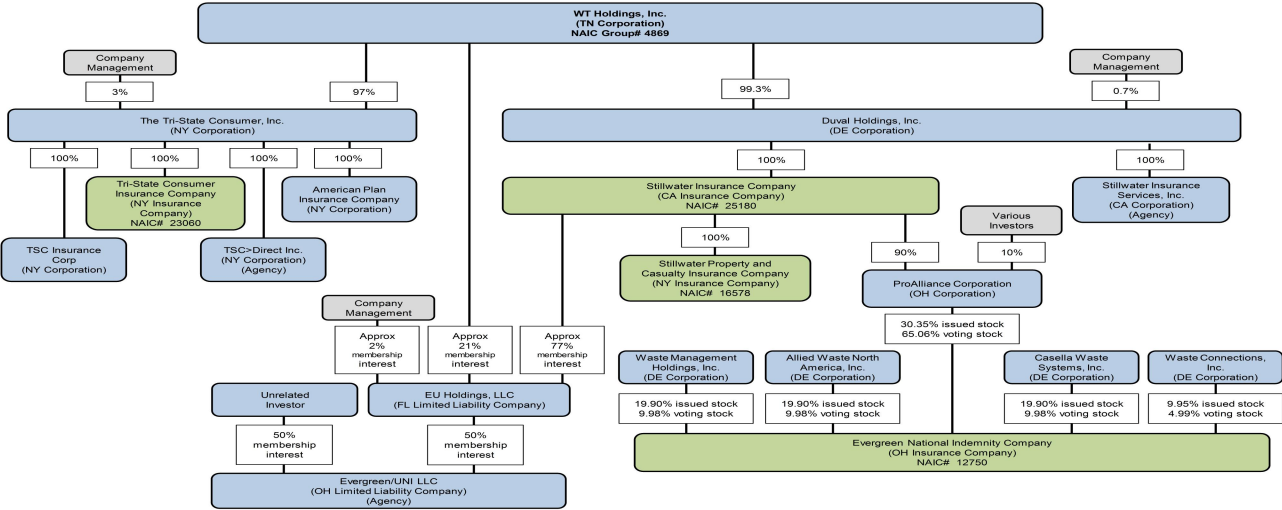 WT Holdings, Inc.
(TN Corporation)
NAIC Group# 4869
Company
Management
3%
97%
99.3%
Company
Management
0.7%
The Tri-State Consumer, Inc.
(NY Corporation)
Duval Holdings, Inc.
(DE Corporation)
100%
100%
100%
100%
100%
100%
Tri-State Consumer
Insurance Company
(NY Insurance
Company)
NAIC# 23060
American Plan
Insurance Company
(NY Corporation)
Stillwater Insurance Company
(CA Insurance Company)
NAIC# 25180
Stillwater Insurance
Services, Inc.
(CA Corporation)
(Agency)
TSC Insurance
Corp
(NY Corporation)
TSC>Direct Inc.
(NY Corporation)
(Agency)
100%
Various
Investors
90%
10%
Stillwater Property and
Casualty Insurance Company
(NY Insurance Company)
NAIC# 16578
ProAlliance Corporation
(OH Corporation)
Company
Management
30.35% issued stock
65.06% voting stock
Approx
2%
membership
interest
Approx
21%
membership
interest
Approx
77%
membership
interest
Waste Management
Holdings, Inc.
(DE Corporation)
Allied Waste North
America, Inc.
(DE Corporation)
Casella Waste
Systems, Inc.
(DE Corporation)
Waste Connections,
Inc.
(DE Corporation)
Unrelated
Investor
EU Holdings, LLC
(FL Limited Liability Company)
19.90% issued stock
9.98% voting stock
19.90% issued stock
9.98% voting stock
19.90% issued stock
9.98% voting stock
9.95% issued stock
4.99% voting stock
50%
membership
interest
50%
membership
interest
Evergreen National Indemnity Company
(OH Insurance Company)
NAIC# 12750
Evergreen/UNI LLC
(OH Limited Liability Company)
(Agency)